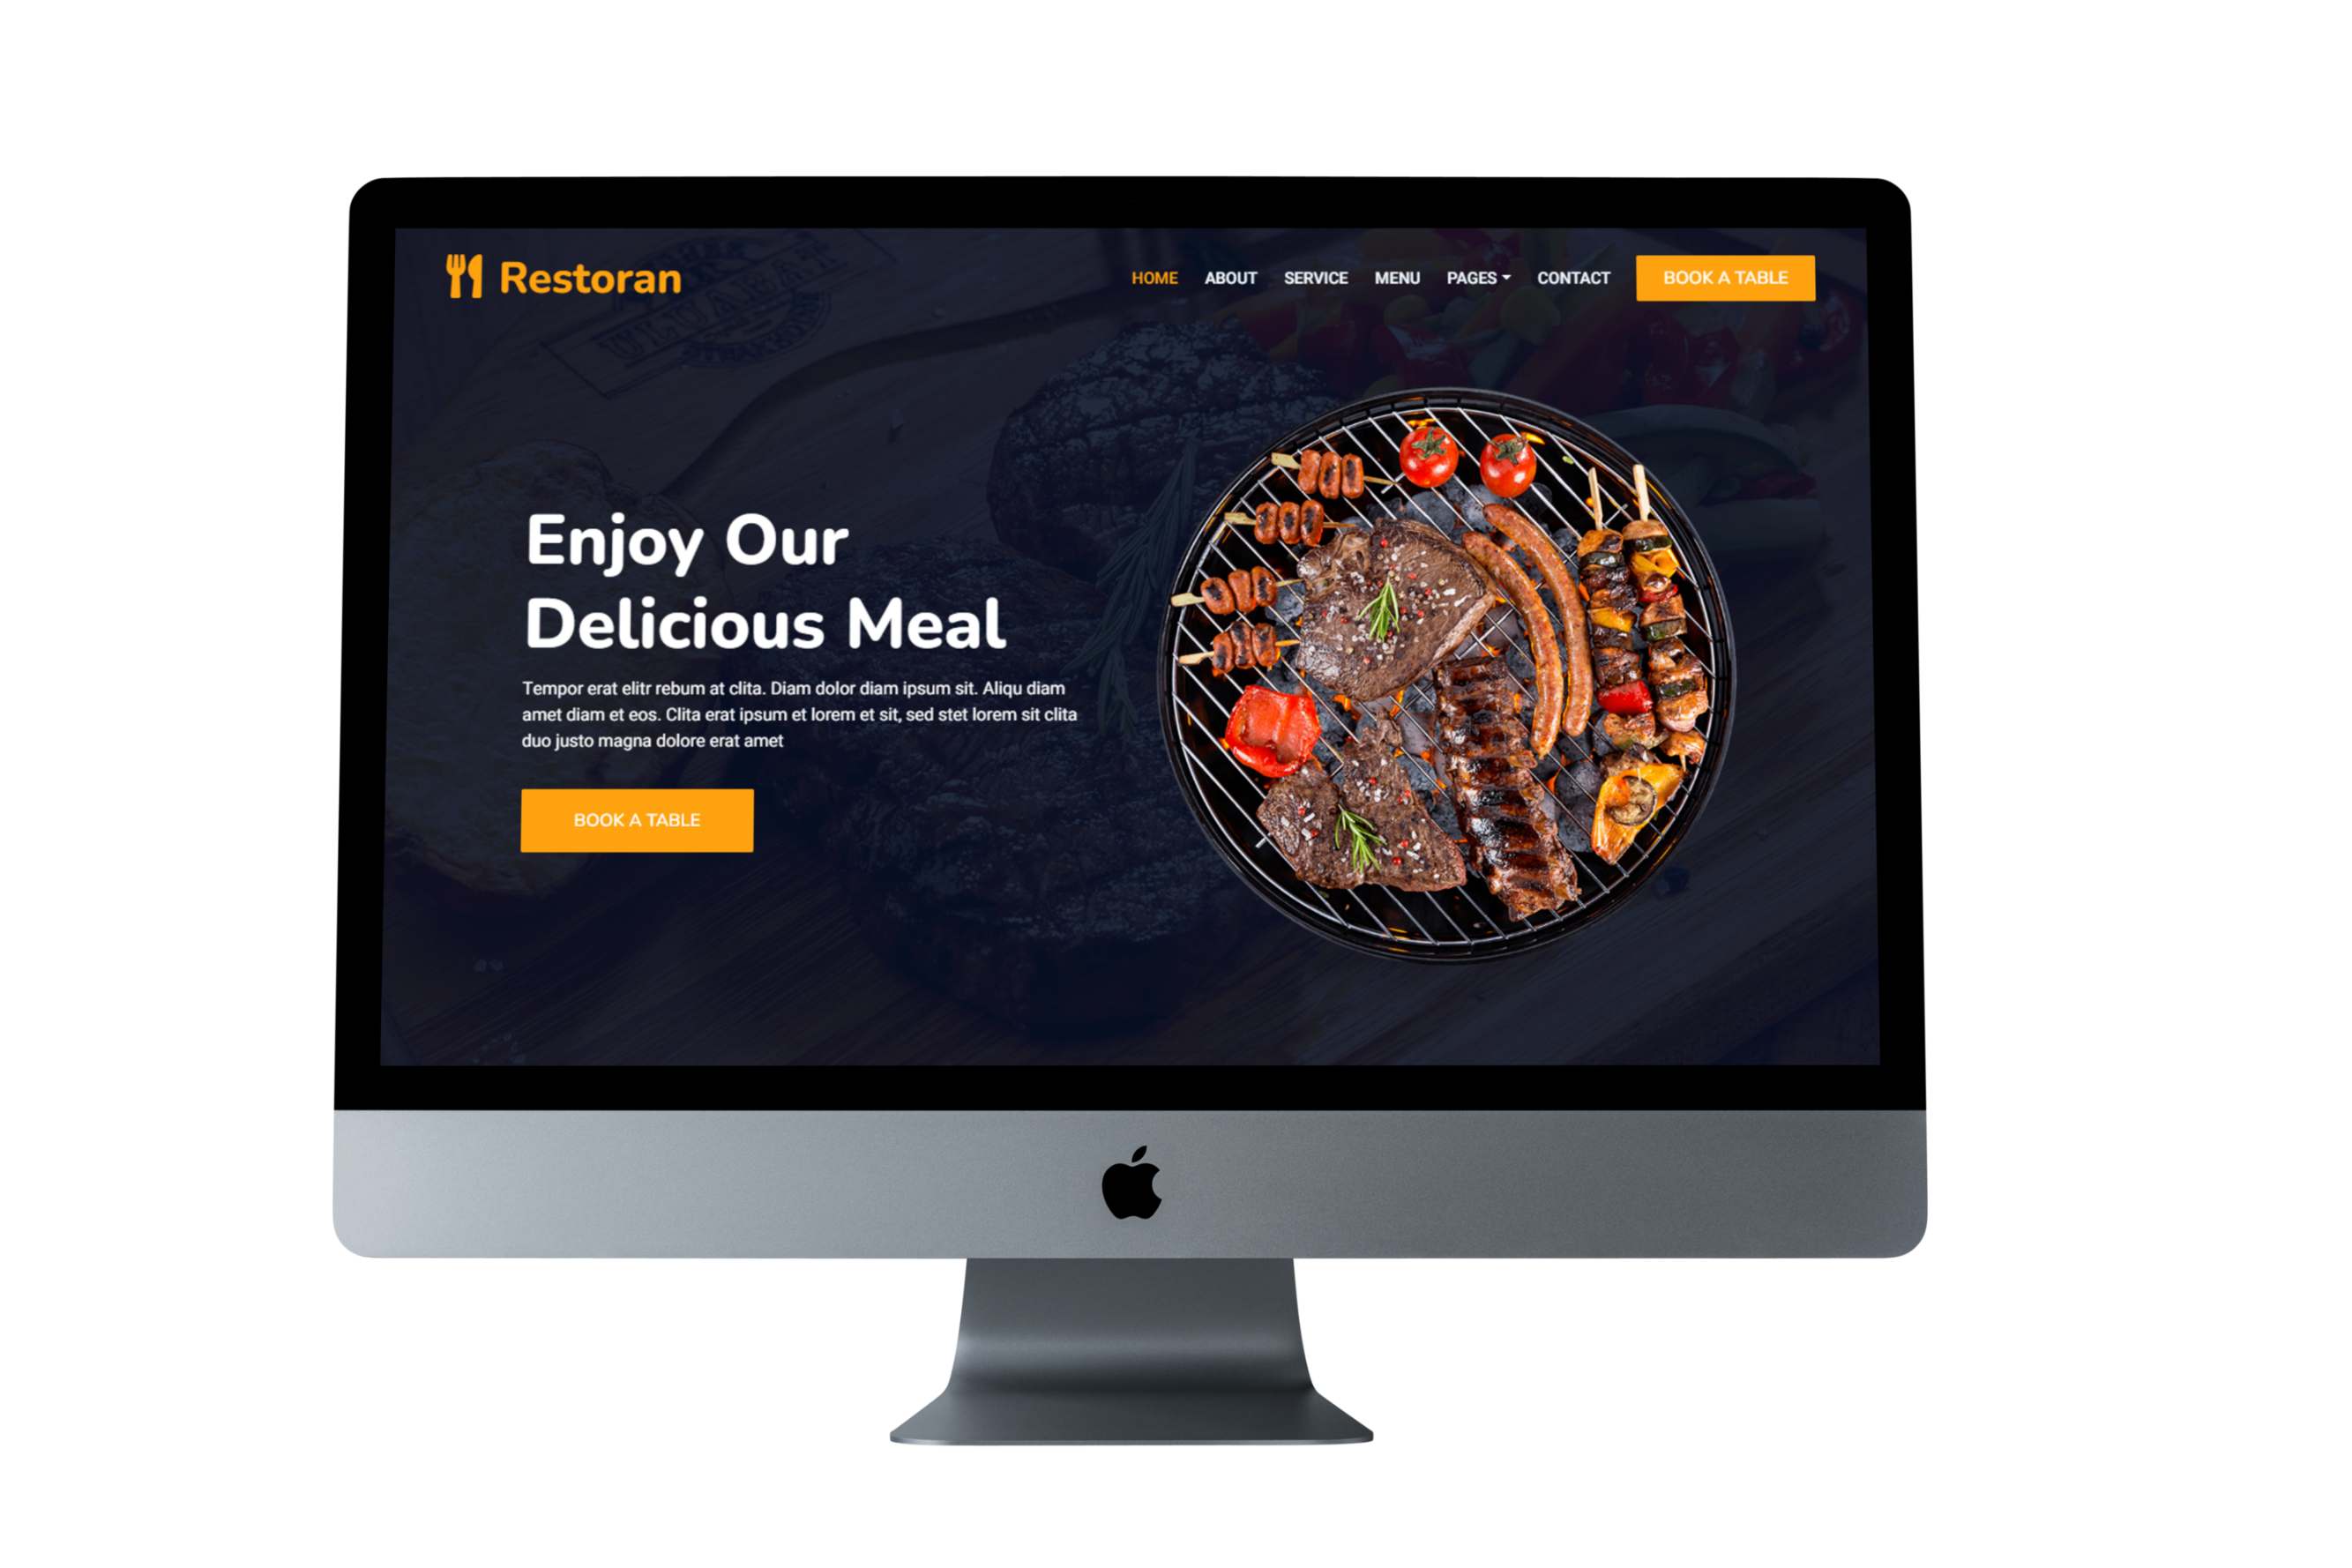 Restoran
HOME ABOUT SERVICE MENU PAGES CONTACT BOOK A TABLE
Enjoy Our
Delicious Meal
Tempor erat elitr rebum at clita. Diam dolor diam ipsum sit. Aliqu diam
amet diam et eos. Clita erat ipsum et lorem et sit, sed stet lorem sit clita
duo justo magna dolore erat amet
BOOK A TABLE